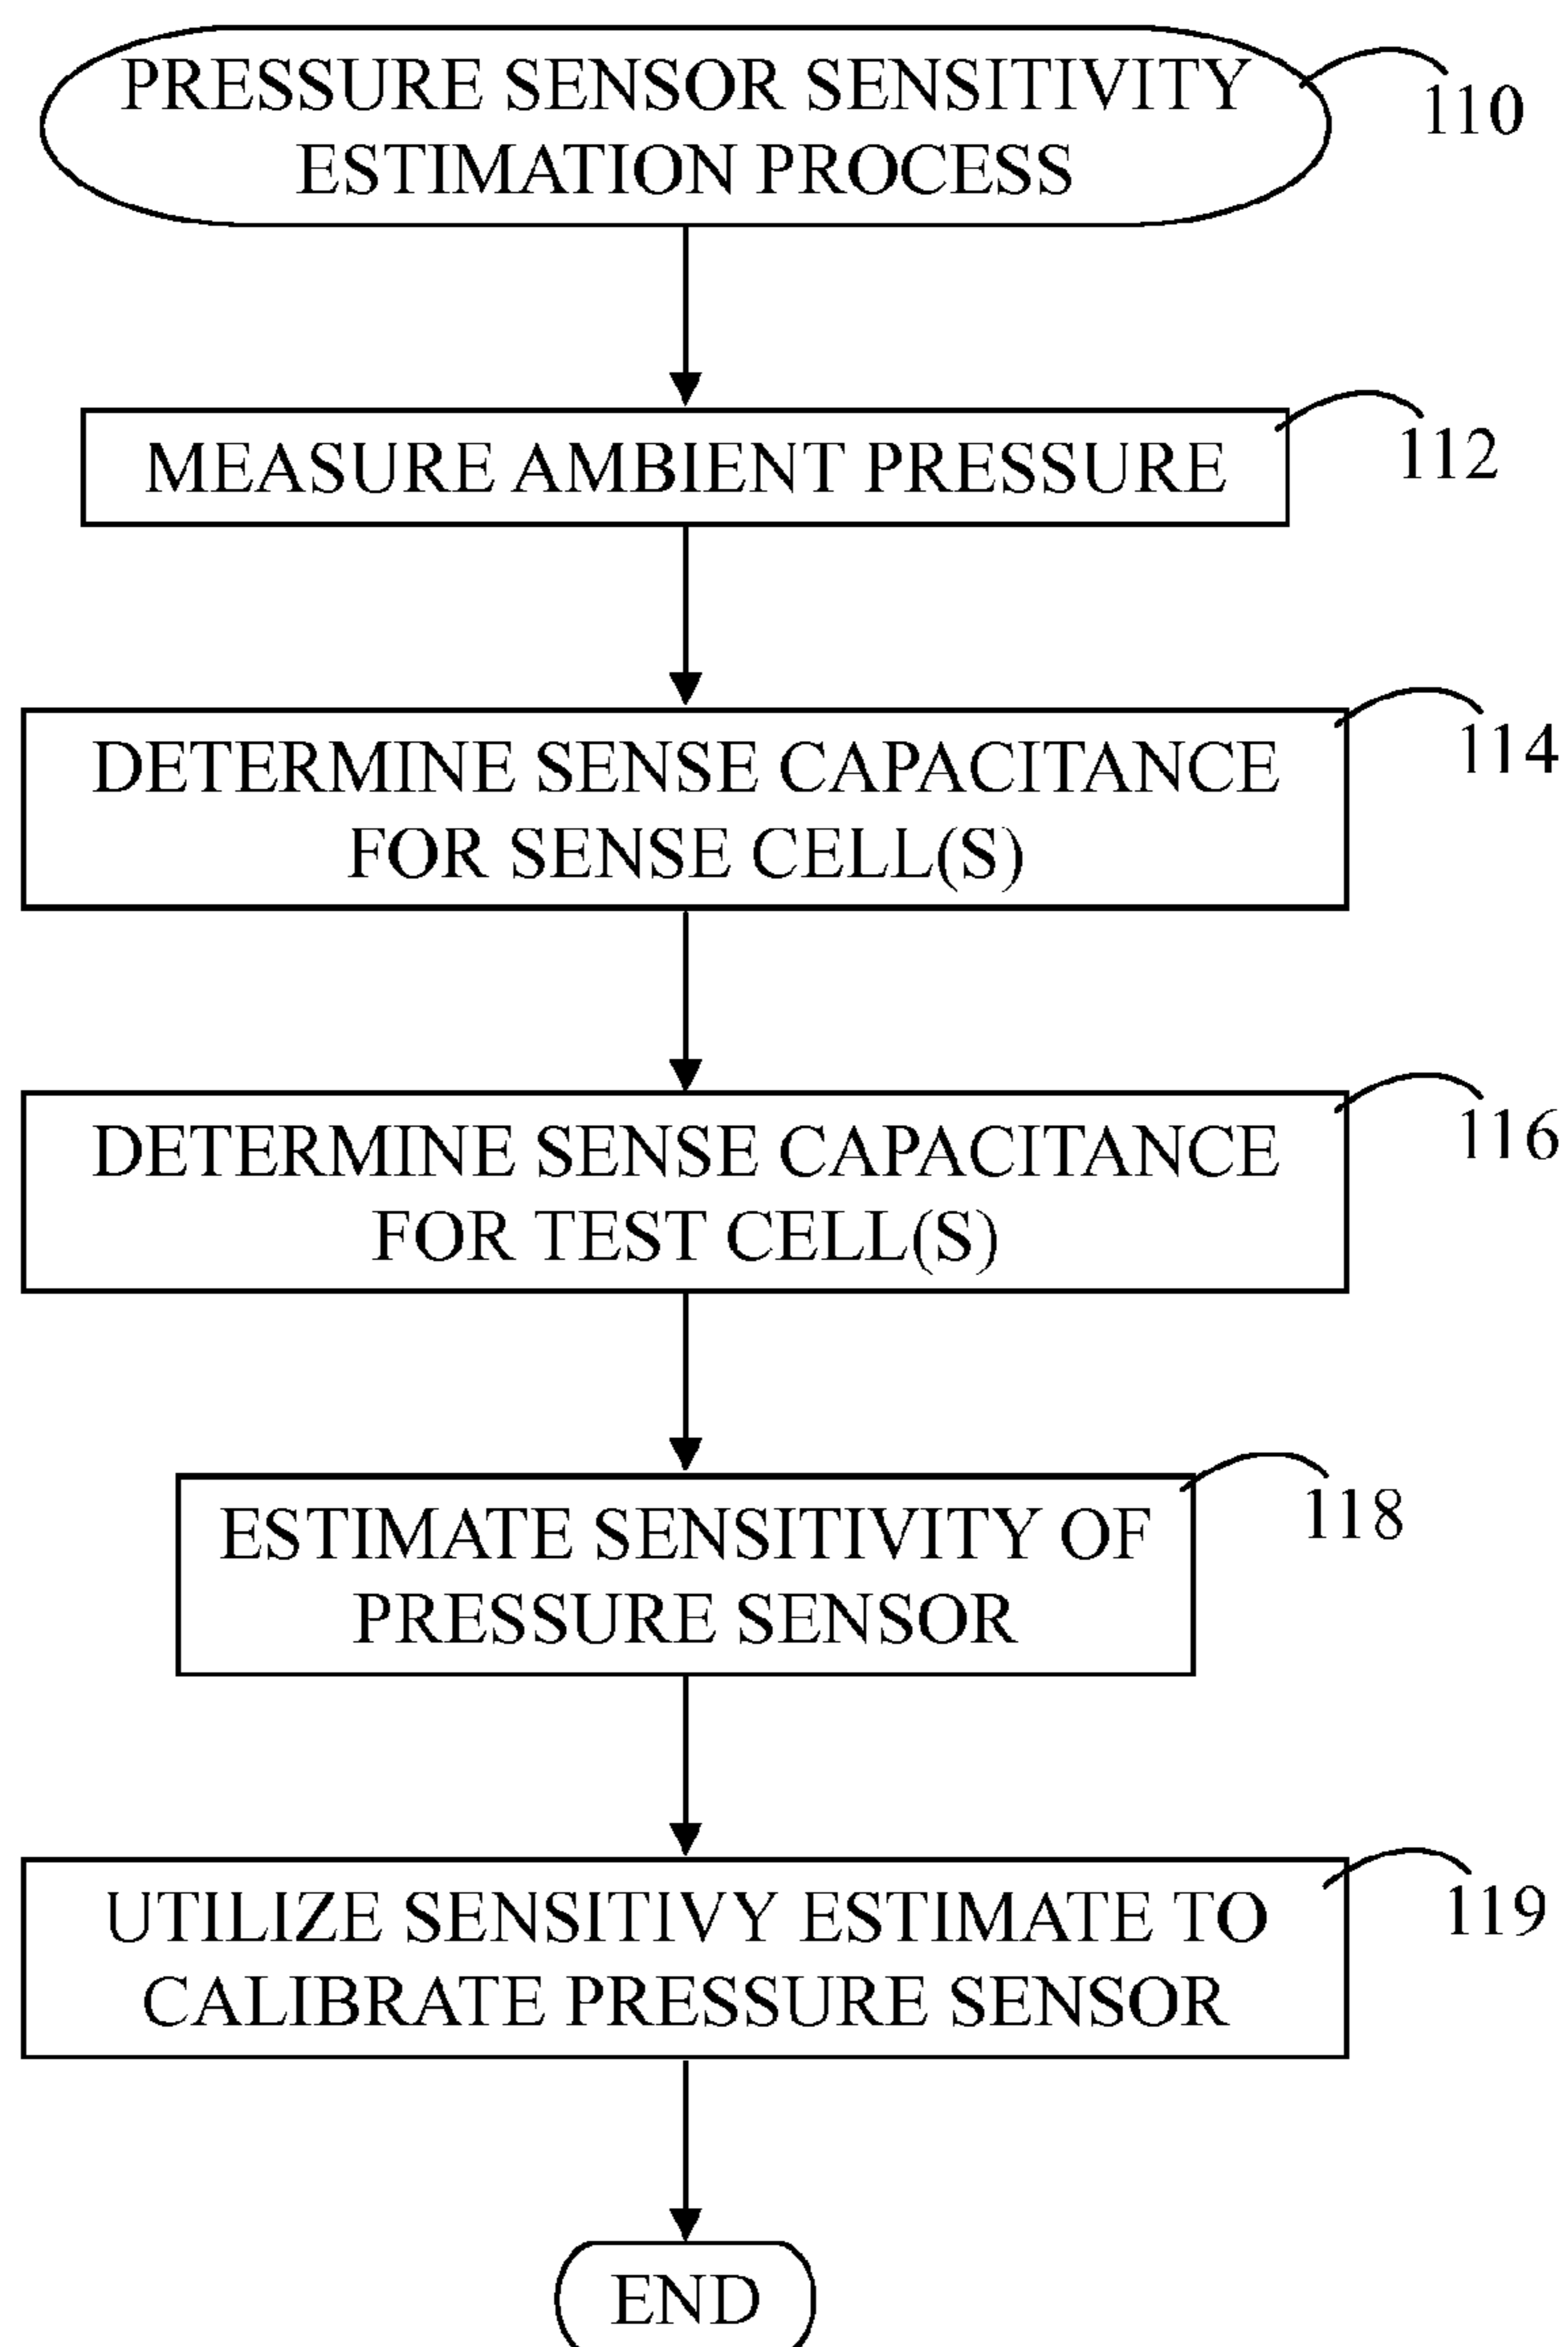 PRESSURE SENSOR SENSITIVITY
ESTIMATION PROCESS
110
MEASURE AMBIENT PRESSURE
112
DETERMINE SENSE CAPACITANCE
FOR SENSE CELL(S)
114
DETERMINE SENSE CAPACITANCE
FOR TEST CELL(S)
116
ESTIMATE SENSITIVITY OF
PRESSURE SENSOR
118
UTILIZE SENSITIVY ESTIMATE TO
CALIBRATE PRESSURE SENSOR
119
END